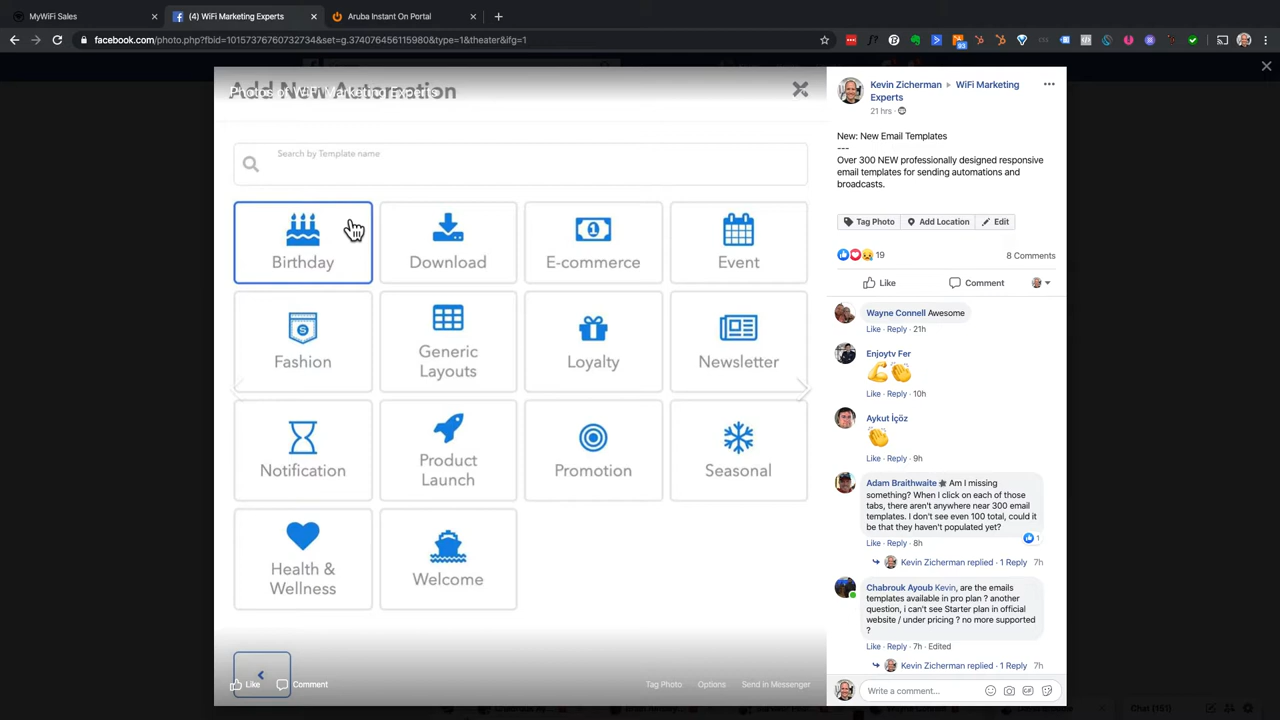 MyWiFi Sales
(4) WiFi Marketing Experts
Aruba Instant On Portal
facebook.com/photo.php?fbid=10157376760732734&set=g.374076456115980&type=1&theater&ifg=1
93
Add New Automation
Photos of WiFi Marketing Experts
Search by Template name
Birthday
Download
E-commerce
Event
Fashion
Generic
Layouts
Loyalty
Newsletter
Notification
Product
Launch
Promotion
Seasonal
Health &
Wellness
Welcome
Like
Comment
Tag Photo
Options
Send in Messenger
Kevin Zicherman ▸ WiFi Marketing
Experts
21 hrs ·
New: New Email Templates
---
Over 300 NEW professionally designed responsive
email templates for sending automations and
broadcasts.
Tag Photo
Add Location
Edit
19
8 Comments
Like
Comment
Wayne Connell Awesome
Like · Reply · 21h
Enjoytv Fer
Like · Reply · 10h
Aykut İçöz
Like · Reply · 9h
Adam Braithwaite Am I missing
something? When I click on each of those
tabs, there aren't anywhere near 300 email
templates. I don't see even 100 total, could it
be that they haven't populated yet?
1
Like · Reply · 8h
Kevin Zicherman replied · 1 Reply 7h
Chabrouk Ayoub Kevin, are the emails
templates available in pro plan ? another
question, i can't see Starter plan in official
website / under pricing ? no more supported
?
Like · Reply · 7h · Edited
Kevin Zicherman replied · 1 Reply 7h
Write a comment...
Chat (151)